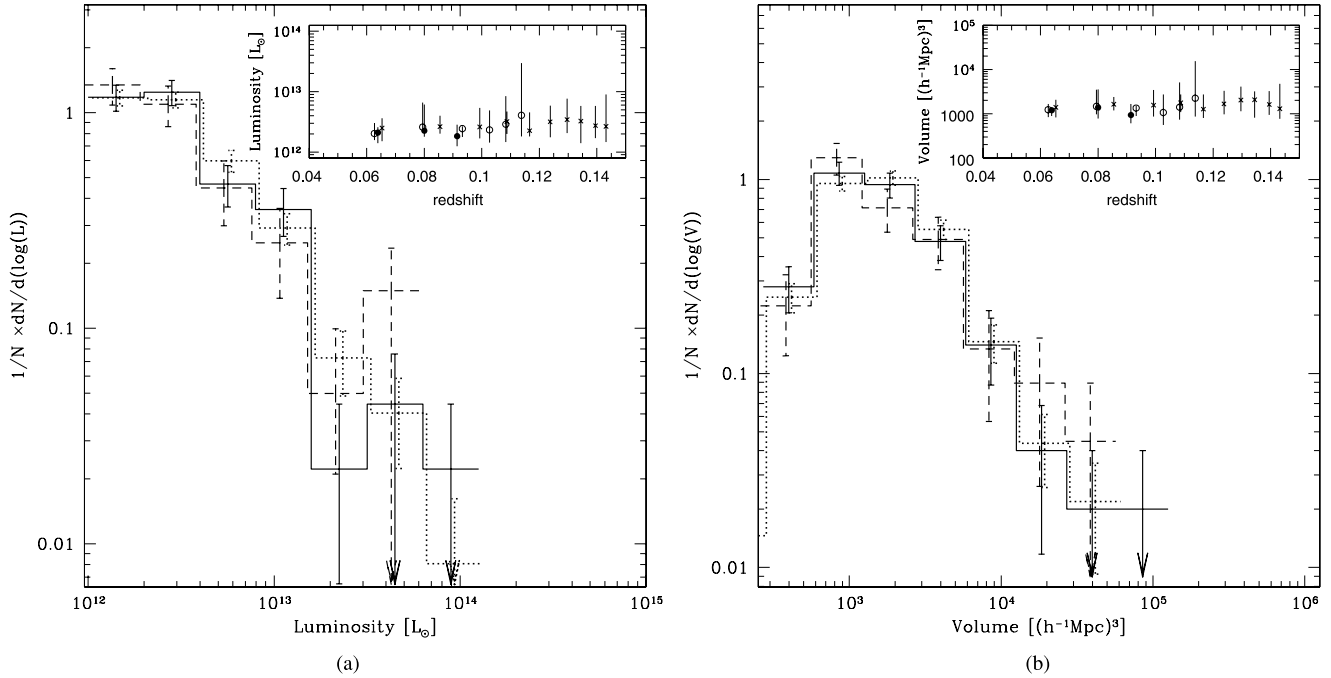 10¹⁴
10¹³
10¹²
Luminosity [L☉]
0.04 0.06 0.08 0.1 0.12 0.14
redshift
1
0.1
0.01
1/N ×dN/d(log(L))
10¹² 10¹³ 10¹⁴ 10¹⁵
Luminosity [L☉]
(a)
10⁵
10⁴
1000
100
Volume [(h⁻¹Mpc)³]
0.04 0.06 0.08 0.1 0.12 0.14
redshift
1
0.1
0.01
1/N ×dN/d(log(V))
10³ 10⁴ 10⁵ 10⁶
Volume [(h⁻¹Mpc)³]
(b)